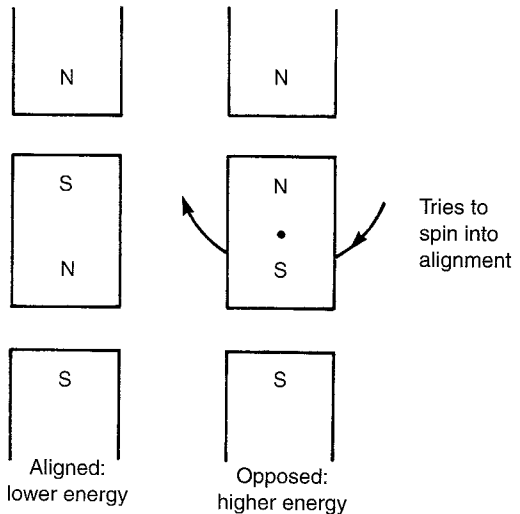 N
N
S
N
N
S
Tries to
spin into
alignment
S
S
Aligned:
lower energy
Opposed:
higher energy